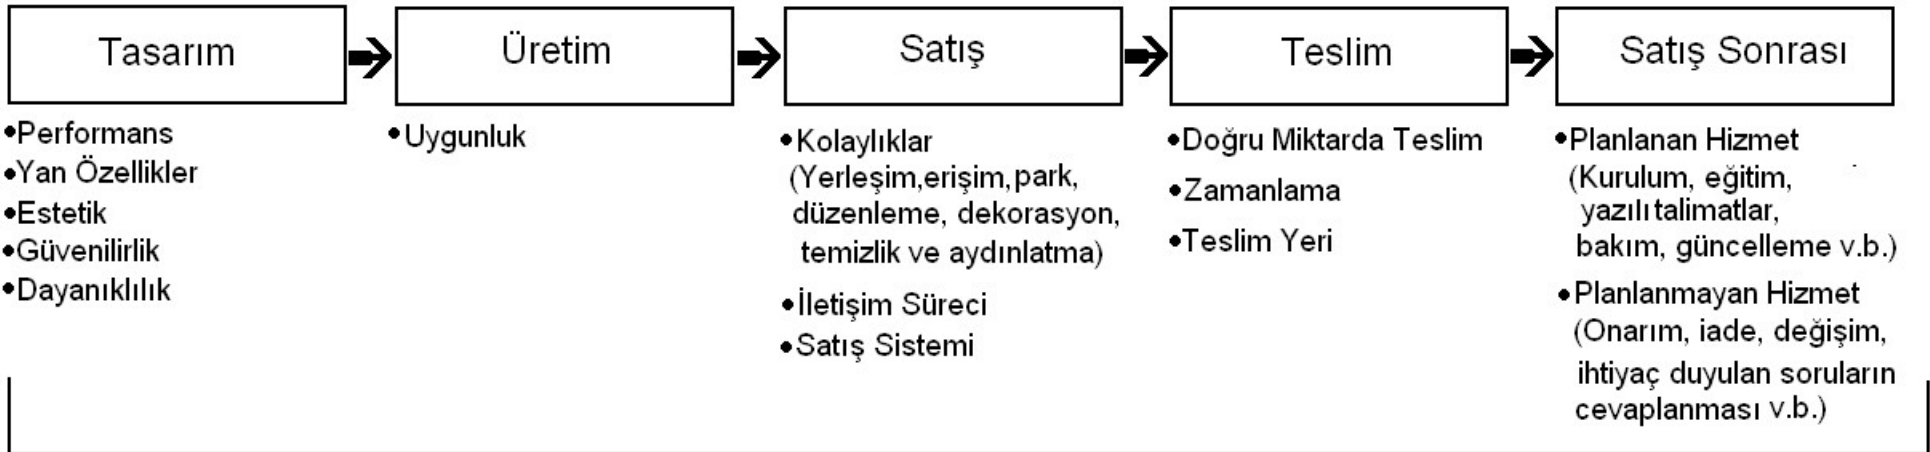 Tasarım
Üretim
Satış
Teslim
Satış Sonrası
•Performans
•Yan Özellikler
•Estetik
•Güvenilirlik
•Dayanıklılık
•Uygunluk
•Kolaylıklar
(Yerleşim,erişim,park,
düzenleme, dekorasyon,
temizlik ve aydınlatma)
•İletişim Süreci
•Satış Sistemi
•Doğru Miktarda Teslim
•Zamanlama
•Teslim Yeri
•Planlanan Hizmet
(Kurulum, eğitim,
yazılı talimatlar,
bakım, güncelleme v.b.)
•Planlanmayan Hizmet
(Onarım, iade, değişim,
ihtiyaç duyulan soruların
cevaplanması v.b.)